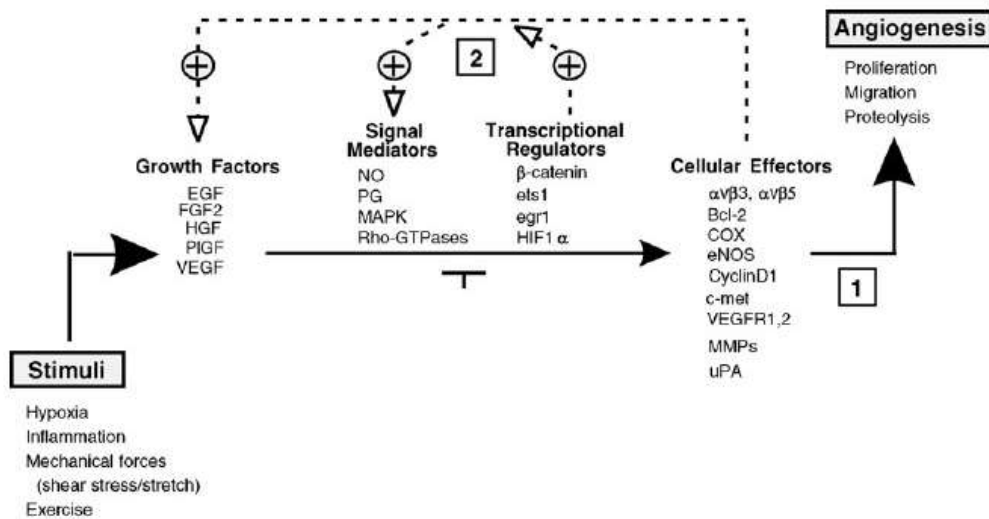 Angiogenesis
Proliferation
Migration
Proteolysis
2
Signal
Mediators
NO
PG
MAPK
Rho-GTPases
Transcriptional
Regulators
β-catenin
ets1
egr1
HIF1 α
Growth Factors
EGF
FGF2
HGF
PlGF
VEGF
Cellular Effectors
αvβ3, αvβ5
Bcl-2
COX
eNOS
CyclinD1
c-met
VEGFR1,2
MMPs
uPA
1
Stimuli
Hypoxia
Inflammation
Mechanical forces
(shear stress/stretch)
Exercise